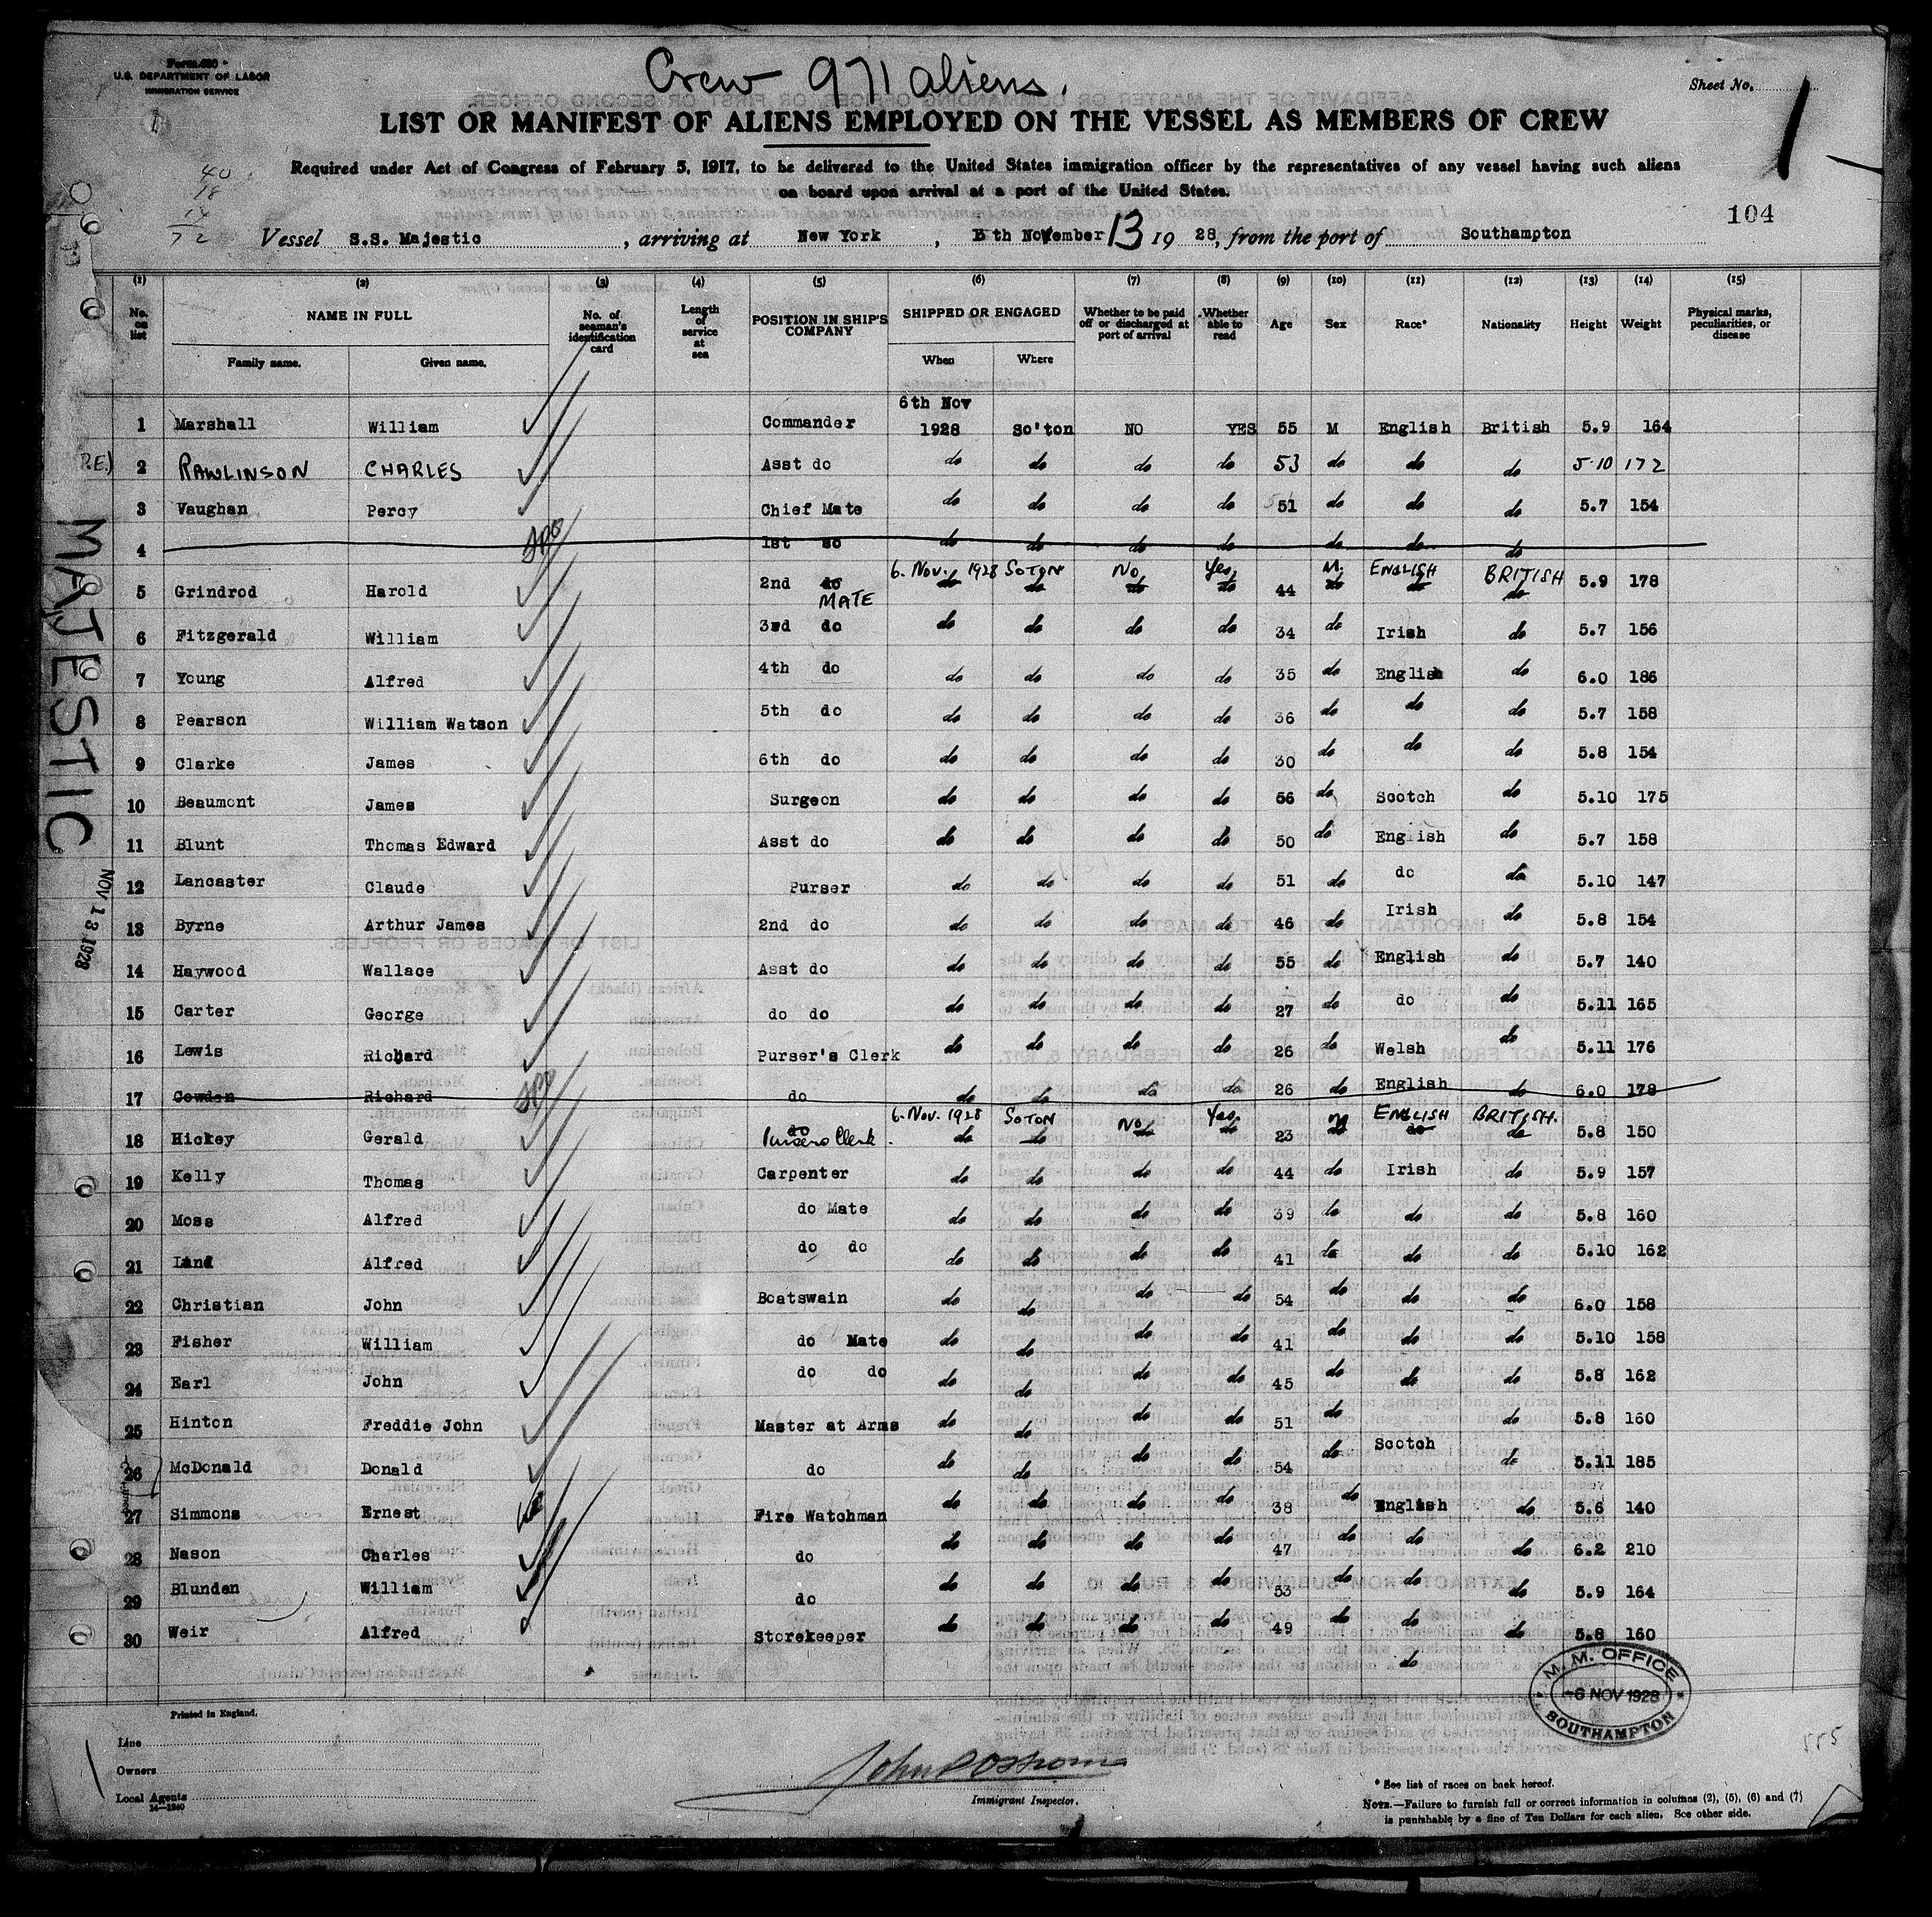 Form 680
U.S. DEPARTMENT OF LABOR
IMMIGRATION SERVICE
Crew 971 aliens.
Sheet No. 1
LIST OR MANIFEST OF ALIENS EMPLOYED ON THE VESSEL AS MEMBERS OF CREW
Required under Act of Congress of February 5, 1917, to be delivered to the United States immigration officer by the representatives of any vessel having such aliens
on board upon arrival at a port of the United States.
40
18
14
72
104
Vessel S.S. Majestic, arriving at New York, th November 13 1928, from the port of Southampton
(1) (2) (3) (4) (5) (6) (7) (8) (9) (10) (11) (12) (13) (14) (15)
No. on list NAME IN FULL Family name. Given name. No. of seaman's identification card Length of service at sea POSITION IN SHIP'S COMPANY SHIPPED OR ENGAGED When Where Whether to be paid off or discharged at port of arrival Whether able to read Age Sex Race* Nationality Height Weight Physical marks, peculiarities, or disease
1 Marshall William Commander 6th Nov 1928 So'ton NO YES 55 M English British 5.9 164
2 RAWLINSON CHARLES Asst do do do do do 53 do do do 5.10 172
3 Vaughan Percy Chief Mate do do do do 51 do do do 5.7 154
4 1st do do do do do do do do
5 Grindrod Harold 2nd do MATE 6. Nov. 1928 SOTON No Yes 44 M. ENGLISH BRITISH 5.9 178
6 Fitzgerald William 3rd do do do do do 34 do Irish do 5.7 156
7 Young Alfred 4th do do do do do 35 do English do 6.0 186
8 Pearson William Watson 5th do do do do do 36 do do do 5.7 158
9 Clarke James 6th do do do do do 30 do do do 5.8 154
10 Beaumont James Surgeon do do do do 56 do Scotch do 5.10 175
11 Blunt Thomas Edward Asst do do do do do 50 do English do 5.7 158
12 Lancaster Claude Purser do do do do 51 do do do 5.10 147
13 Byrne Arthur James 2nd do do do do do 46 do Irish do 5.8 154
14 Haywood Wallace Asst do do do do do 55 do English do 5.7 140
15 Carter George do do do do do do 27 do do do 5.11 165
16 Lewis Richard Purser's Clerk do do do do 26 do Welsh do 5.11 176
17 Cowden Richard do do do do do 26 do English do 6.0 178
18 Hickey Gerald do Pursers Clerk. 6. Nov. 1928 SOTON No Yes. 23 M ENGLISH BRITISH. 5.8 150
19 Kelly Thomas Carpenter do do do do 44 do Irish do 5.9 157
20 Moss Alfred do Mate do do do do 39 do do do 5.8 160
21 Land Alfred do do do do do do 41 do do do 5.10 162
22 Christian John Boatswain do do do do 54 do do do 6.0 158
23 Fisher William do Mate do do do do 41 do do do 5.10 158
24 Earl John do do do do do do 45 do do do 5.8 162
25 Hinton Freddie John Master at Arms do do do do 51 do do 5.8 160
26 McDonald Donald do do do do do 54 do Scotch do 5.11 185
27 Simmons Ernest Fire Watchman do do do do 38 do English do 5.6 140
28 Nason Charles do do do do do 47 do do do 6.2 210
29 Blunden William do do do do do 53 do do do 5.9 164
30 Weir Alfred Storekeeper do do do do 49 do do do 5.8 160
do
P.E.)
MAJESTIC
NOV 13 1928
M.M. OFFICE
-6 NOV 1928
SOUTHAMPTON
Printed in England.
Line
Owners
Local Agents
14—1240
Immigrant Inspector.
555
* See list of races on back hereof.
NOTE.—Failure to furnish full or correct information in columns (2), (5), (6) and (7)
is punishable by a fine of Ten Dollars for each alien. See other side.